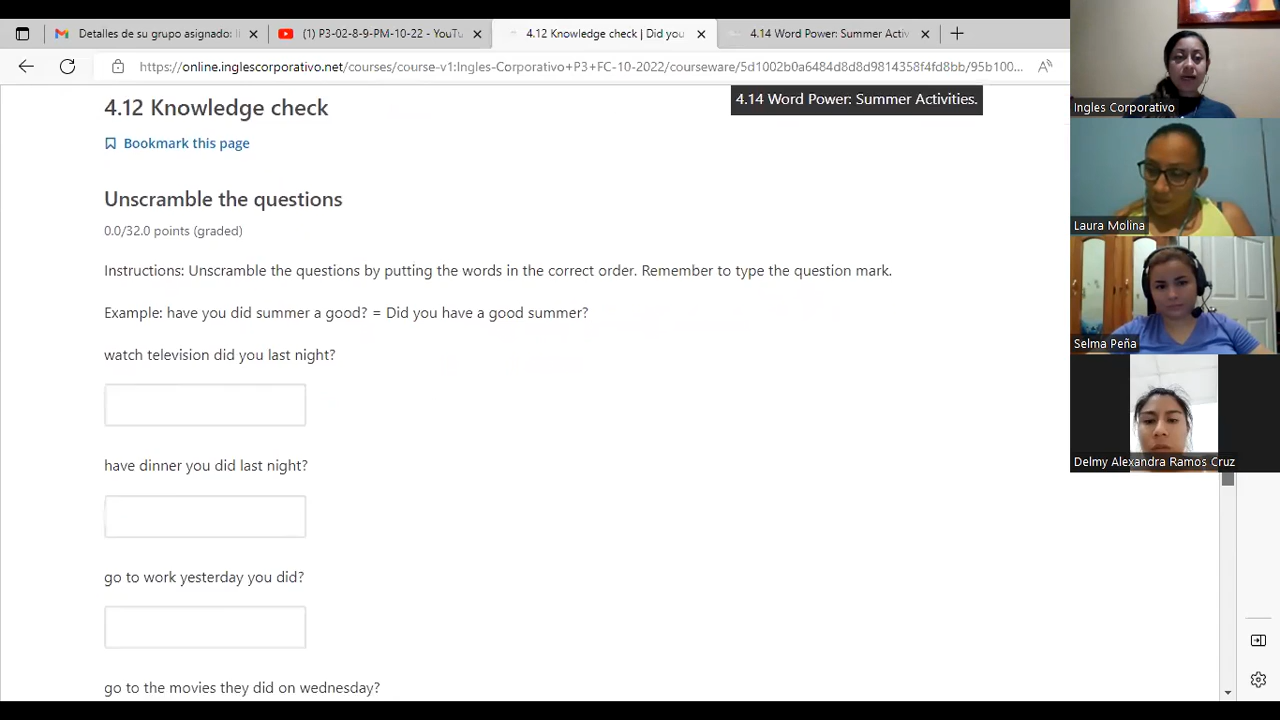 Detalles de su grupo asignado: II
(1) P3-02-8-9-PM-10-22 - YouTu
4.12 Knowledge check | Did you
4.14 Word Power: Summer Activ
https://online.inglescorporativo.net/courses/course-v1:Ingles-Corporativo+P3+FC-10-2022/courseware/5d1002b0a6484d8d8d9814358f4fd8bb/95b100...
4.14 Word Power: Summer Activities.
4.12 Knowledge check
Bookmark this page
Unscramble the questions
0.0/32.0 points (graded)
Instructions: Unscramble the questions by putting the words in the correct order. Remember to type the question mark.
Example: have you did summer a good? = Did you have a good summer?
watch television did you last night?
have dinner you did last night?
go to work yesterday you did?
go to the movies they did on wednesday?
Ingles Corporativo
Laura Molina
Selma Peña
Delmy Alexandra Ramos Cruz